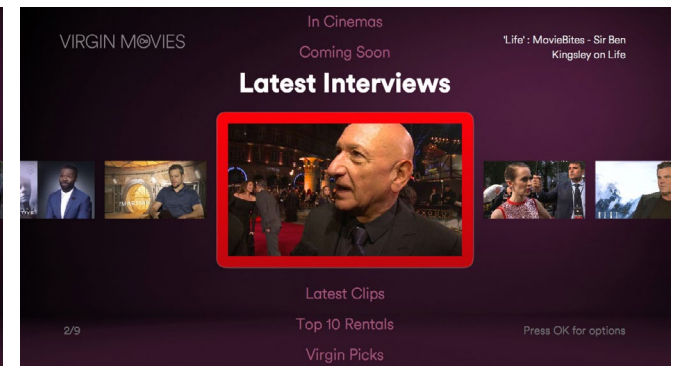 In Cinemas
VIRGIN MOVIES
'Life' : MovieBites - Sir Ben
Kingsley on Life
Coming Soon
Latest Interviews
Latest Clips
2/9
Top 10 Rentals
Press OK for options
Virgin Picks